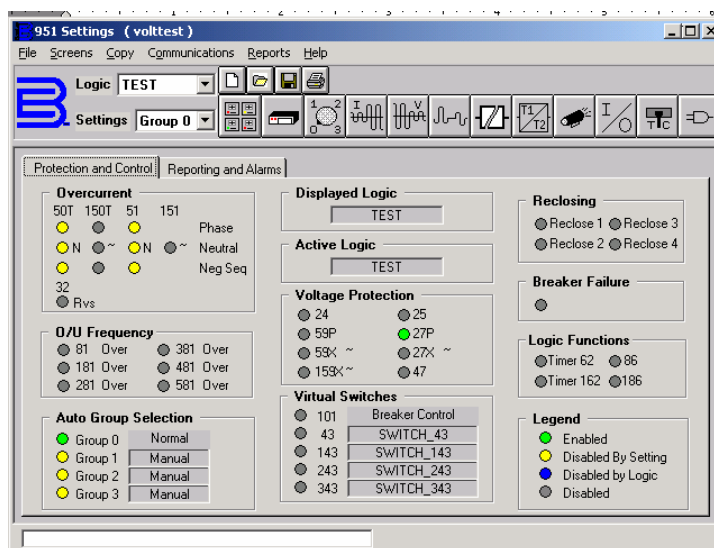 951 Settings ( volttest )
File Screens Copy Communications Reports Help
Logic TEST
Settings Group 0
1 2
0 3
I
V
T1
T2
I
O
T C
Protection and Control Reporting and Alarms
Overcurrent
50T 150T 51 151
Phase
N ~ N ~ Neutral
Neg Seq
32
Rvs
O/U Frequency
81 Over 381 Over
181 Over 481 Over
281 Over 581 Over
Auto Group Selection
Group 0 Normal
Group 1 Manual
Group 2 Manual
Group 3 Manual
Displayed Logic
TEST
Active Logic
TEST
Voltage Protection
24 25
59P 27P
59X ~ 27X ~
159X~ 47
Virtual Switches
101 Breaker Control
43 SWITCH_43
143 SWITCH_143
243 SWITCH_243
343 SWITCH_343
Reclosing
Reclose 1 Reclose 3
Reclose 2 Reclose 4
Breaker Failure
Logic Functions
Timer 62 86
Timer 162 186
Legend
Enabled
Disabled By Setting
Disabled by Logic
Disabled